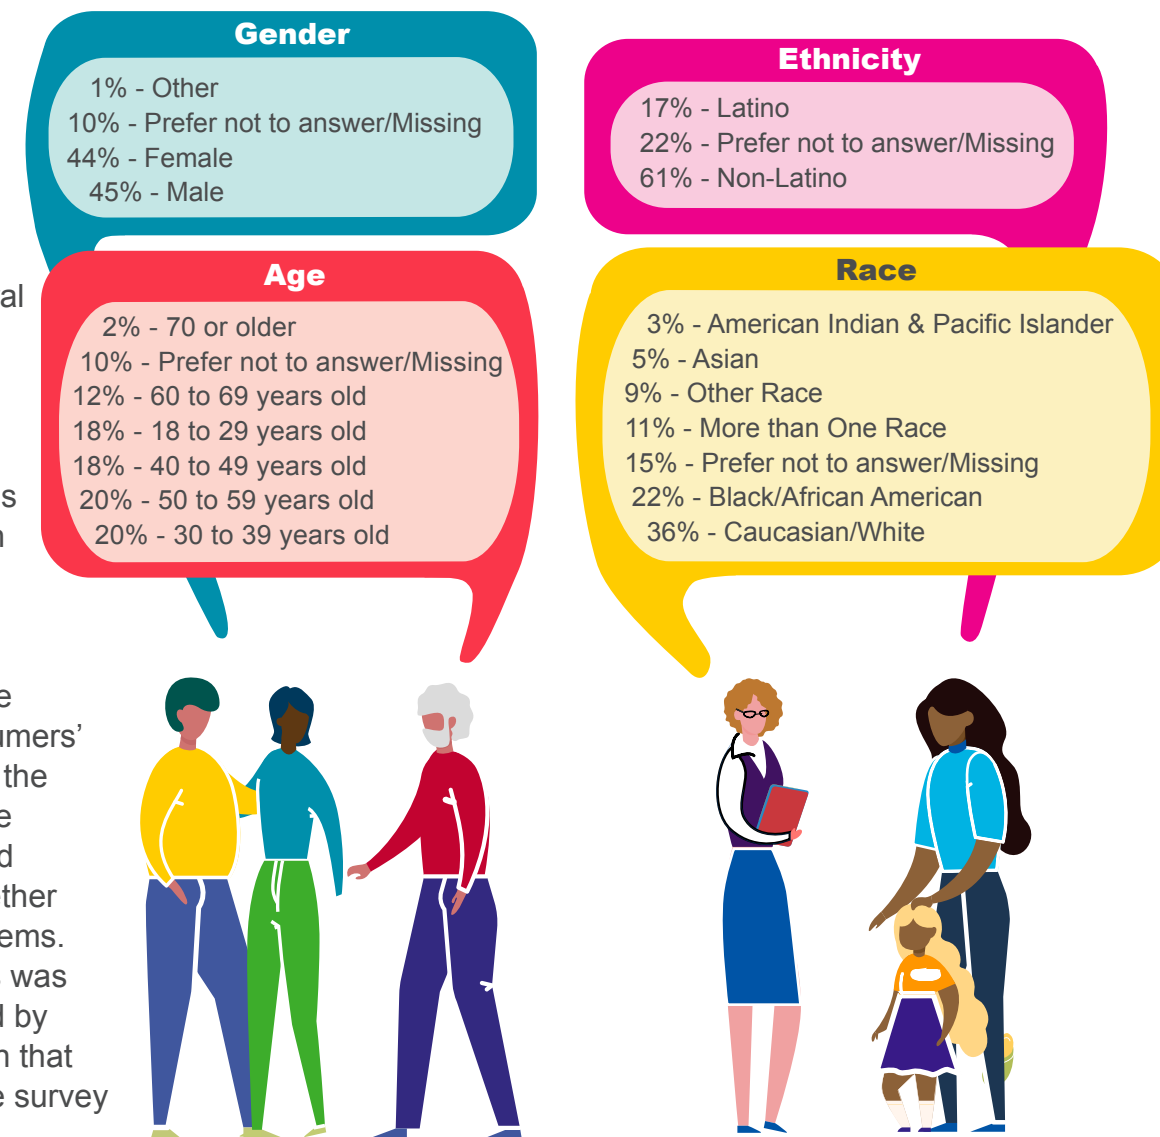 Gender
1% - Other
10% - Prefer not to answer/Missing
44% - Female
45% - Male
Ethnicity
17% - Latino
22% - Prefer not to answer/Missing
61% - Non-Latino
Age
2% - 70 or older
10% - Prefer not to answer/Missing
12% - 60 to 69 years old
18% - 18 to 29 years old
18% - 40 to 49 years old
20% - 50 to 59 years old
20% - 30 to 39 years old
Race
3% - American Indian & Pacific Islander
5% - Asian
9% - Other Race
11% - More than One Race
15% - Prefer not to answer/Missing
22% - Black/African American
36% - Caucasian/White
al
s
e
umers’
the
e
d
ther
ems.
was
d by
that
e survey